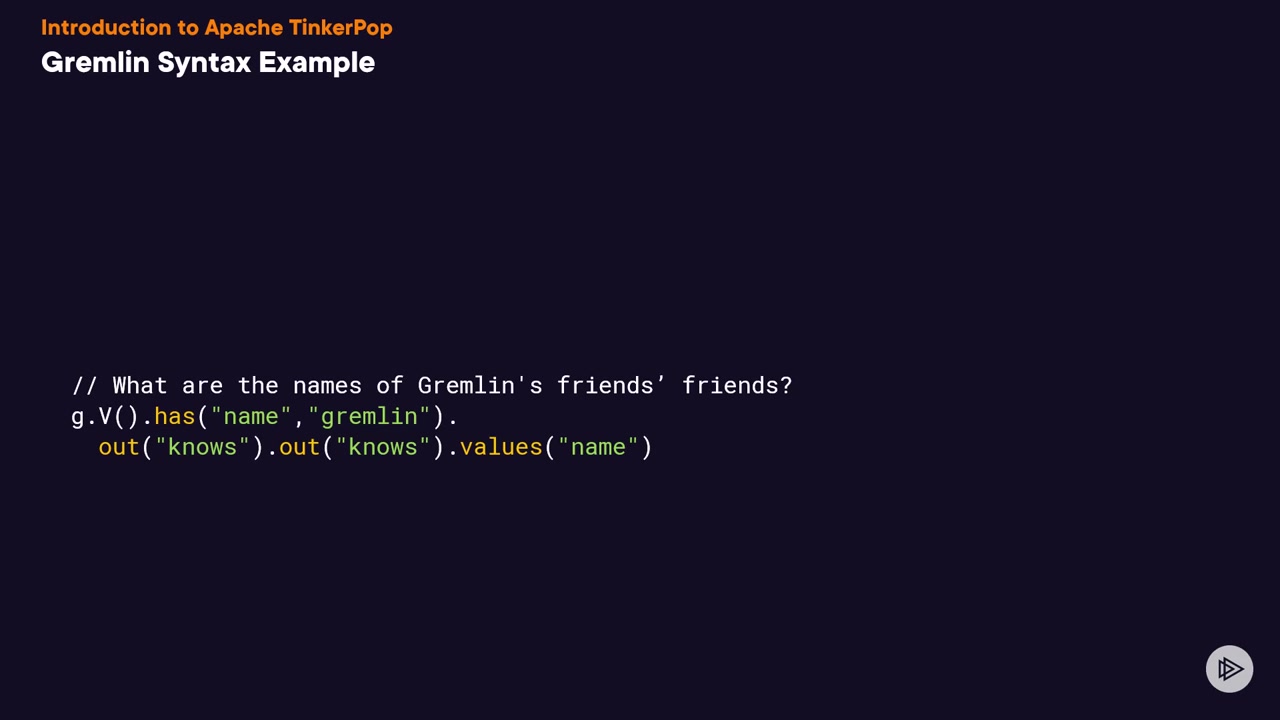 Introduction to Apache TinkerPop
Gremlin Syntax Example
// What are the names of Gremlin's friends’ friends?
g.V().has("name","gremlin").
out("knows").out("knows").values("name")